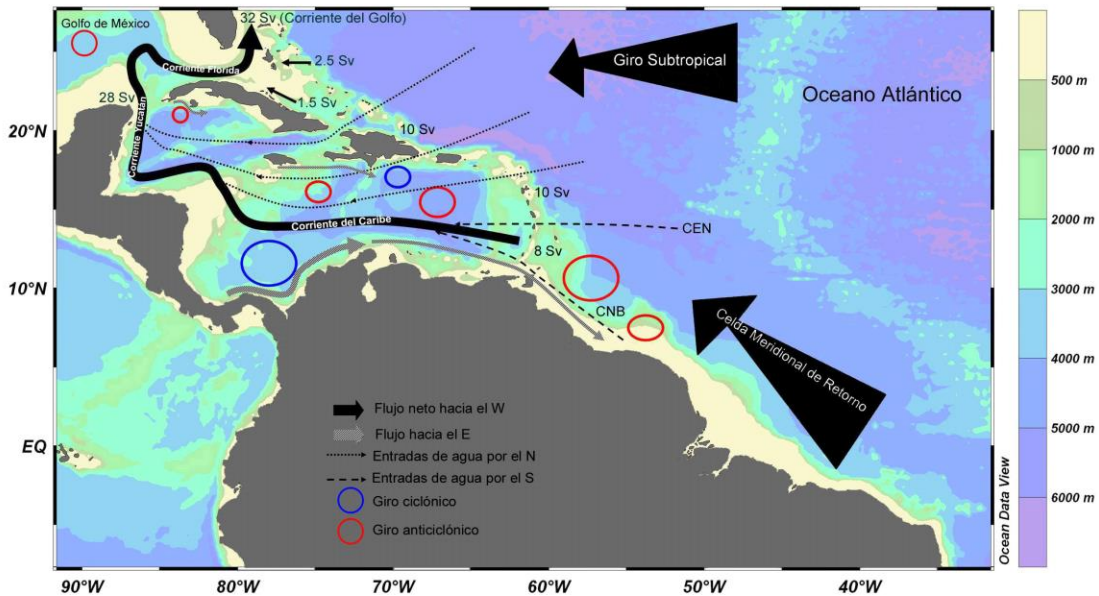 Golfo de México
32 Sv (Corriente del Golfo)
Corriente Florida
2.5 Sv
1.5 Sv
28 Sv
Corriente Yucatán
10 Sv
10 Sv
8 Sv
Corriente del Caribe
CEN
CNB
Giro Subtropical
Oceano Atlántico
Celda Meridional de Retorno
Flujo neto hacia el W
Flujo hacia el E
Entradas de agua por el N
Entradas de agua por el S
Giro ciclónico
Giro anticiclónico
20°N
10°N
EQ
90°W
80°W
70°W
60°W
50°W
40°W
Ocean Data View
500 m
1000 m
2000 m
3000 m
4000 m
5000 m
6000 m